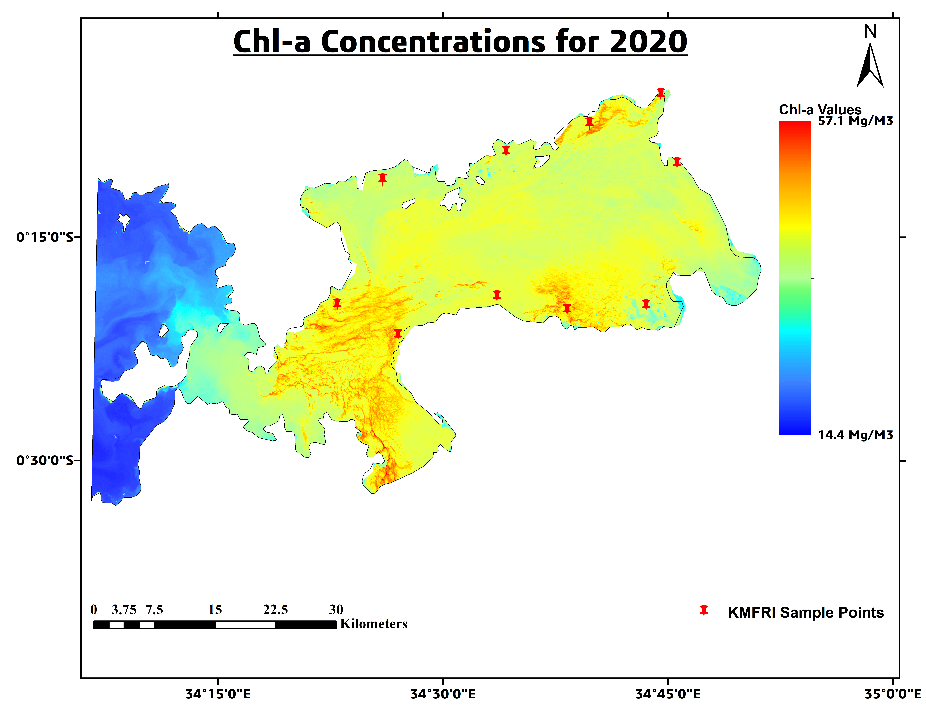 Chl-a Concentrations for 2020
N
Chl-a Values
57.1 Mg/M3
14.4 Mg/M3
0°15'0"S
0°30'0"S
0 3.75 7.5 15 22.5 30
Kilometers
KMFRI Sample Points
34°15'0"E 34°30'0"E 34°45'0"E 35°0'0"E